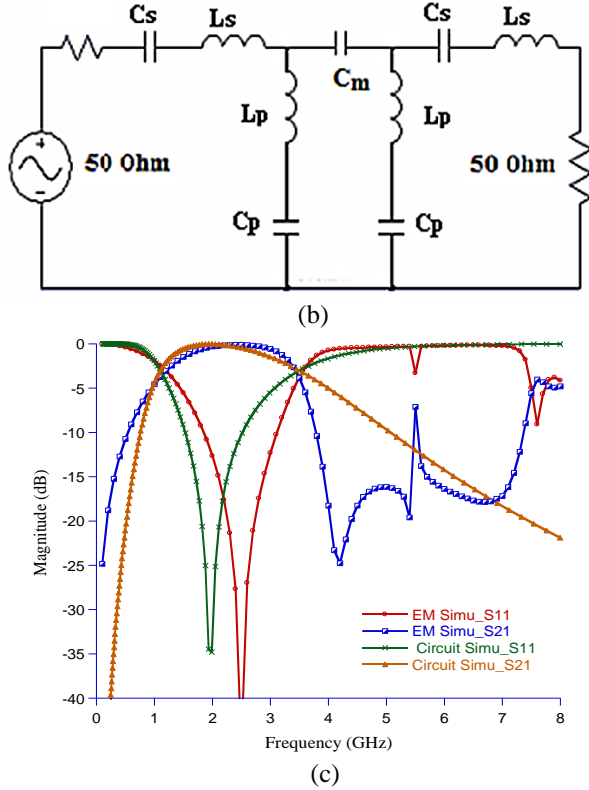 Cs Ls Cs Ls
Cm
Lp Lp
50 Ohm 50 Ohm
Cp Cp
(b)
0
-5
-10
-15
-20
-25
-30
-35
-40
Magnitude (dB)
EM Simu_S11
EM Simu_S21
Circuit Simu_S11
Circuit Simu_S21
0 1 2 3 4 5 6 7 8
Frequency (GHz)
(c)